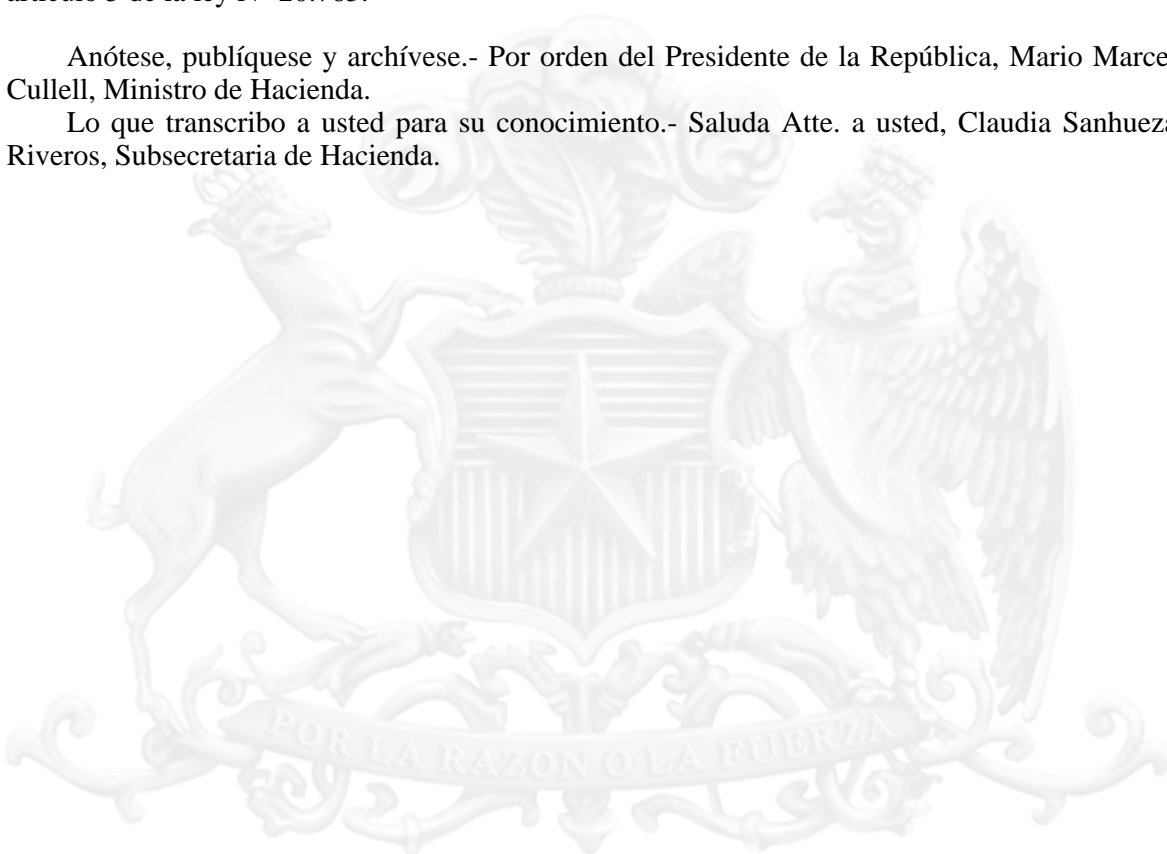 Anótese, publíquese y archívese.- Por orden del Presidente de la República, Mario Marce
Cullell, Ministro de Hacienda.
Lo que transcribo a usted para su conocimiento.- Saluda Atte. a usted, Claudia Sanhueza
Riveros, Subsecretaria de Hacienda.
POR LA RAZON O LA FUERZA